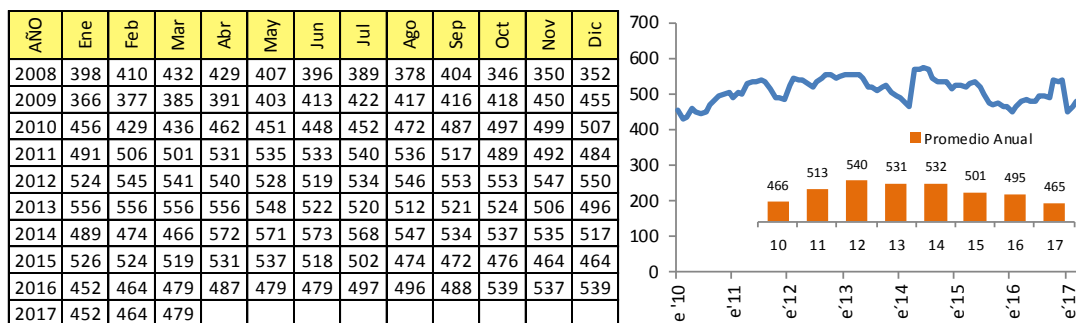 AÑO Ene Feb Mar Abr May Jun Jul Ago Sep Oct Nov Dic
2008 398 410 432 429 407 396 389 378 404 346 350 352
2009 366 377 385 391 403 413 422 417 416 418 450 455
2010 456 429 436 462 451 448 452 472 487 497 499 507
2011 491 506 501 531 535 533 540 536 517 489 492 484
2012 524 545 541 540 528 519 534 546 553 553 547 550
2013 556 556 556 556 548 522 520 512 521 524 506 496
2014 489 474 466 572 571 573 568 547 534 537 535 517
2015 526 524 519 531 537 518 502 474 472 476 464 464
2016 452 464 479 487 479 479 497 496 488 539 537 539
2017 452 464 479
700
600
500
400
300
200
100
0
Promedio Anual
466 513 540 531 532 501 495 465
10 11 12 13 14 15 16 17
e '10 e'11 e´12 e´13 e´14 e'15 e'16 e'17